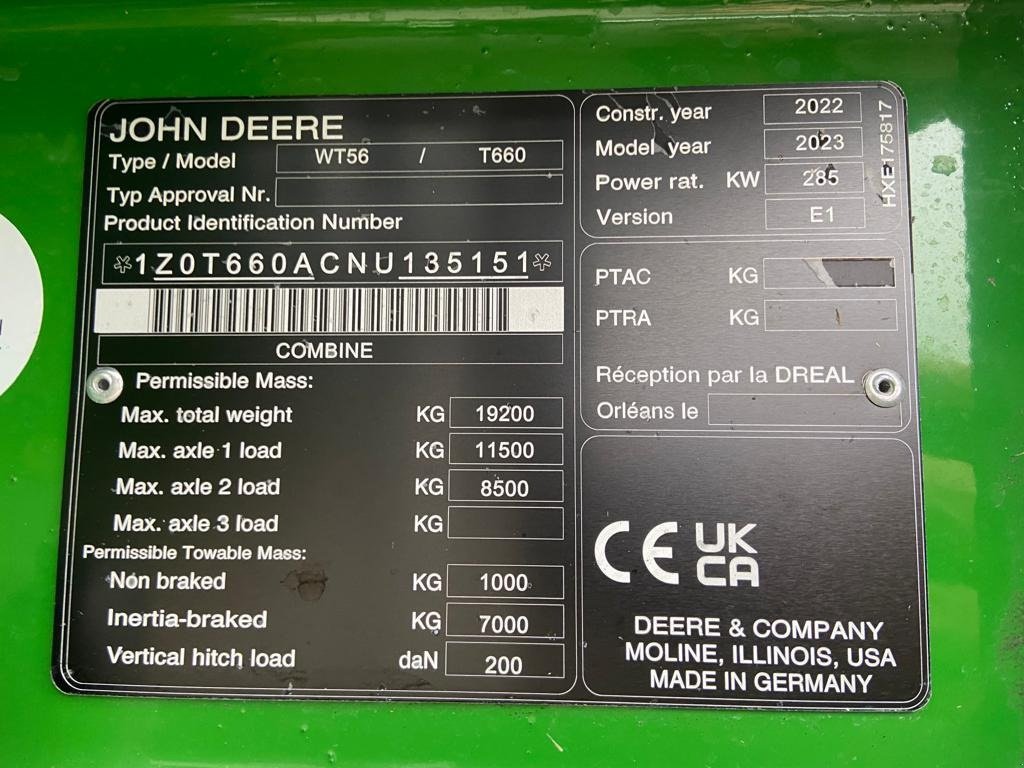 JOHN DEERE
Type / Model WT56 / T660
Typ Approval Nr.
Product Identification Number
*1Z0T660ACNU135151*
COMBINE
Permissible Mass:
Max. total weight KG 19200
Max. axle 1 load KG 11500
Max. axle 2 load KG 8500
Max. axle 3 load KG
Permissible Towable Mass:
Non braked KG 1000
Inertia-braked KG 7000
Vertical hitch load daN 200
Constr. year 2022
Model year 2023
Power rat. KW 285
Version E1
HXE175817
PTAC KG
PTRA KG
Réception par la DREAL
Orléans le
CE UK
CA
DEERE & COMPANY
MOLINE, ILLINOIS, USA
MADE IN GERMANY